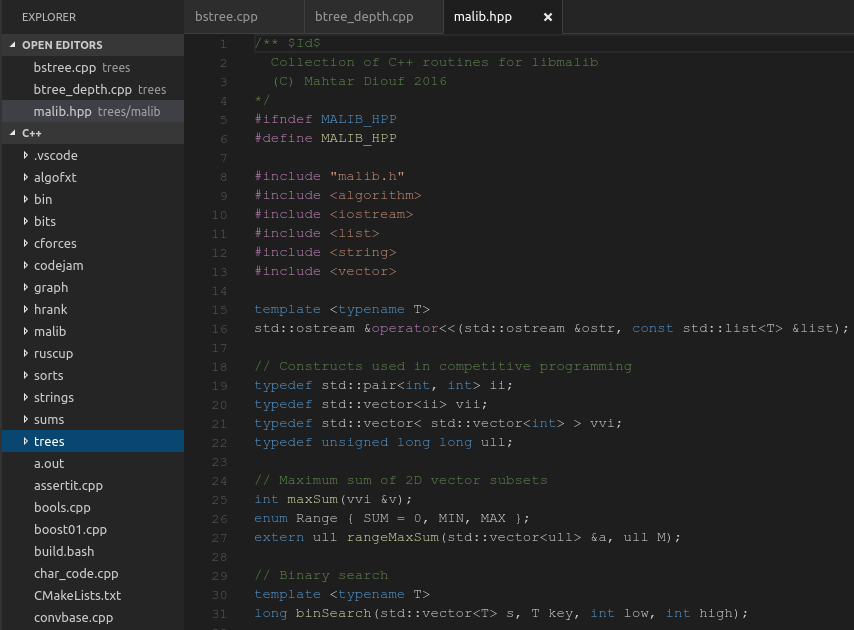 EXPLORER
OPEN EDITORS
bstree.cpp trees
btree_depth.cpp trees
malib.hpp trees/malib
C++
.vscode
algofxt
bin
bits
cforces
codejam
graph
hrank
malib
ruscup
sorts
strings
sums
trees
a.out
assertit.cpp
bools.cpp
boost01.cpp
build.bash
char_code.cpp
CMakeLists.txt
convbase.cpp
bstree.cpp btree_depth.cpp malib.hpp ×
1 /** $Id$
2 Collection of C++ routines for libmalib
3 (C) Mahtar Diouf 2016
4 */
5 #ifndef MALIB_HPP
6 #define MALIB_HPP
7
8 #include "malib.h"
9 #include <algorithm>
10 #include <iostream>
11 #include <list>
12 #include <string>
13 #include <vector>
14
15 template <typename T>
16 std::ostream &operator<<(std::ostream &ostr, const std::list<T> &list);
17
18 // Constructs used in competitive programming
19 typedef std::pair<int, int> ii;
20 typedef std::vector<ii> vii;
21 typedef std::vector< std::vector<int> > vvi;
22 typedef unsigned long long ull;
23
24 // Maximum sum of 2D vector subsets
25 int maxSum(vvi &v);
26 enum Range { SUM = 0, MIN, MAX };
27 extern ull rangeMaxSum(std::vector<ull> &a, ull M);
28
29 // Binary search
30 template <typename T>
31 long binSearch(std::vector<T> s, T key, int low, int high);